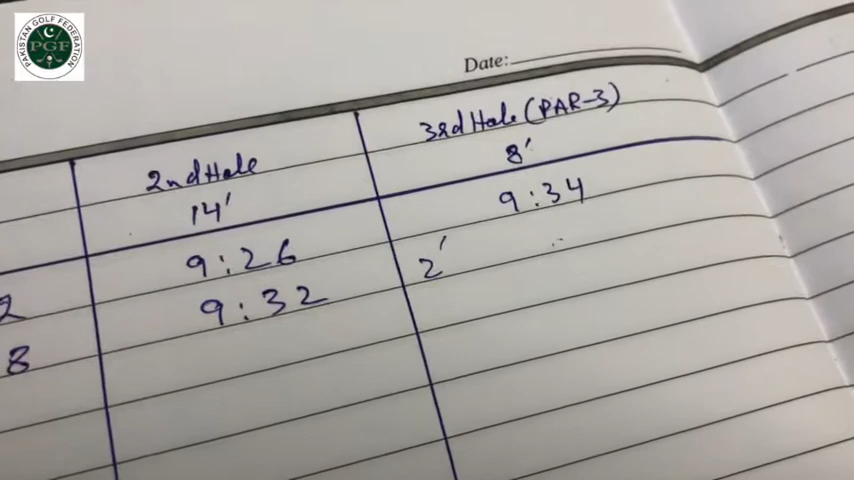 PAKISTAN GOLF FEDERATION
PGF
Date:
2nd Hole 3rd Hole (PAR-3)
14' 8'
9:26 9:34
2 9:32 2'
8